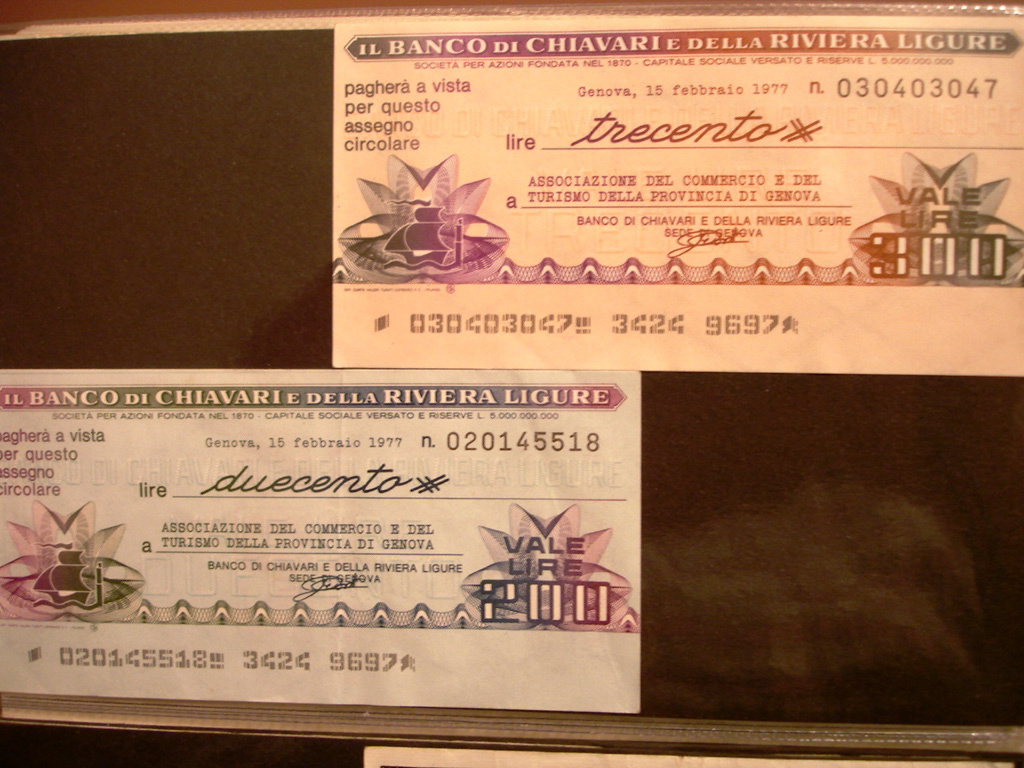 IL BANCO DI CHIAVARI E DELLA RIVIERA LIGURE
SOCIETÀ PER AZIONI FONDATA NEL 1870 - CAPITALE SOCIALE VERSATO E RISERVE L. 5.000.000.000
pagherà a vista
per questo
assegno
circolare
Genova, 15 febbraio 1977 n. 030403047
lire trecento
a ASSOCIAZIONE DEL COMMERCIO E DEL
TURISMO DELLA PROVINCIA DI GENOVA
BANCO DI CHIAVARI E DELLA RIVIERA LIGURE
SEDE DI GENOVA
VALE
LIRE
300
030403047 3424 9697
IL BANCO DI CHIAVARI E DELLA RIVIERA LIGURE
SOCIETÀ PER AZIONI FONDATA NEL 1870 - CAPITALE SOCIALE VERSATO E RISERVE L. 5.000.000.000
pagherà a vista
per questo
assegno
circolare
Genova, 15 febbraio 1977 n. 020145518
lire duecento
a ASSOCIAZIONE DEL COMMERCIO E DEL
TURISMO DELLA PROVINCIA DI GENOVA
BANCO DI CHIAVARI E DELLA RIVIERA LIGURE
SEDE DI GENOVA
VALE
LIRE
200
020145518 3424 9697